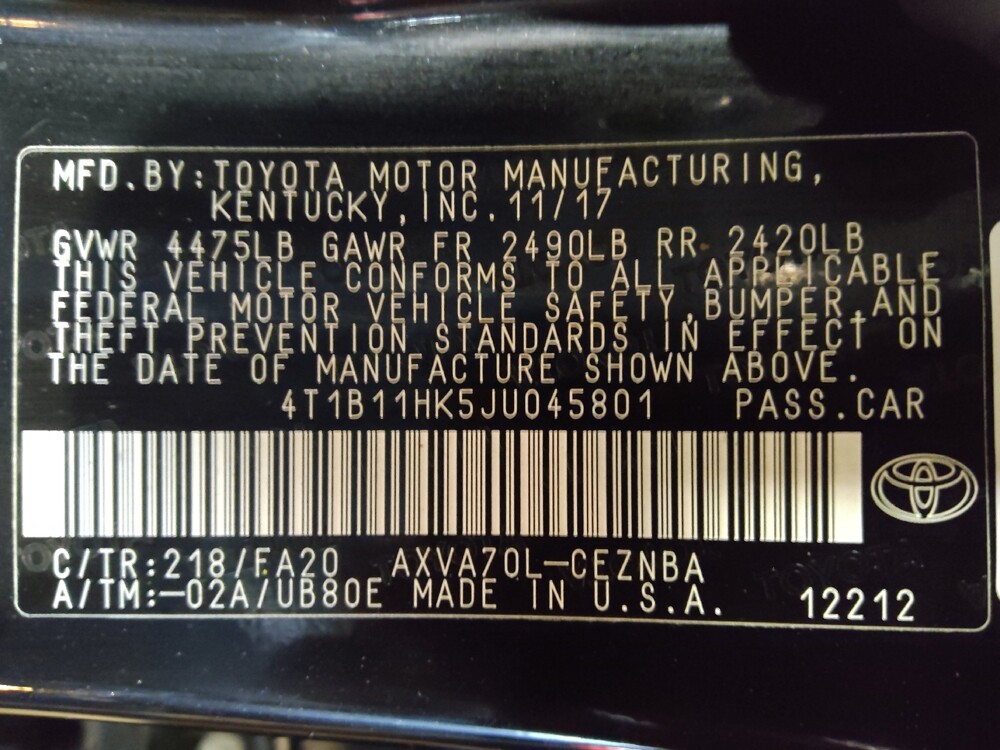 MFD.BY:TOYOTA MOTOR MANUFACTURING,
KENTUCKY,INC.11/17
GVWR 4475LB GAWR FR 2490LB RR 2420LB
THIS VEHICLE CONFORMS TO ALL APPLICABLE
FEDERAL MOTOR VEHICLE SAFETY,BUMPER,AND
THEFT PREVENTION STANDARDS IN EFFECT ON
THE DATE OF MANUFACTURE SHOWN ABOVE.
4T1B11HK5JU045801 PASS.CAR
C/TR:218/FA20 AXVA70L-CEZNBA
A/TM:-02A/UB80E MADE IN U.S.A. 12212